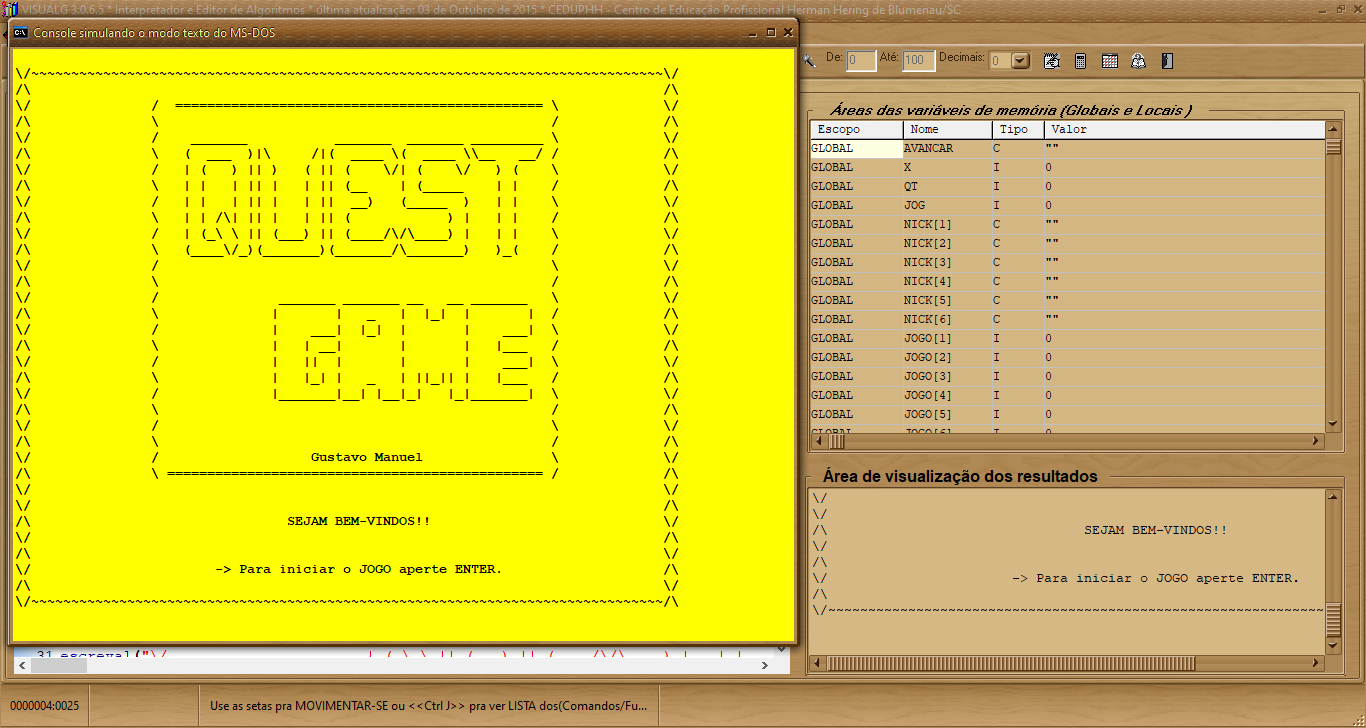 VISUALG 3.0.6.5 * Interpretador e Editor de Algoritmos * última atualização: 03 de Outubro de 2015 * CEDUPHH - Centro de Educação Profissional Herman Hering de Blumenau/SC
Console simulando o modo texto do MS-DOS
De: 0 Até: 100 Decimais: 0
QUEST
GAME
Gustavo Manuel
SEJAM BEM-VINDOS!!
-> Para iniciar o JOGO aperte ENTER.
31 escreval("\/
Áreas das variáveis de memória (Globais e Locais )
Escopo Nome Tipo Valor
GLOBAL AVANCAR C ""
GLOBAL X I 0
GLOBAL QT I 0
GLOBAL JOG I 0
GLOBAL NICK[1] C ""
GLOBAL NICK[2] C ""
GLOBAL NICK[3] C ""
GLOBAL NICK[4] C ""
GLOBAL NICK[5] C ""
GLOBAL NICK[6] C ""
GLOBAL JOGO[1] I 0
GLOBAL JOGO[2] I 0
GLOBAL JOGO[3] I 0
GLOBAL JOGO[4] I 0
GLOBAL JOGO[5] I 0
GLOBAL JOGO[6] I 0
Área de visualização dos resultados
SEJAM BEM-VINDOS!!
-> Para iniciar o JOGO aperte ENTER.
0000004:0025
Use as setas pra MOVIMENTAR-SE ou <<Ctrl J>> pra ver LISTA dos(Comandos/Fu...